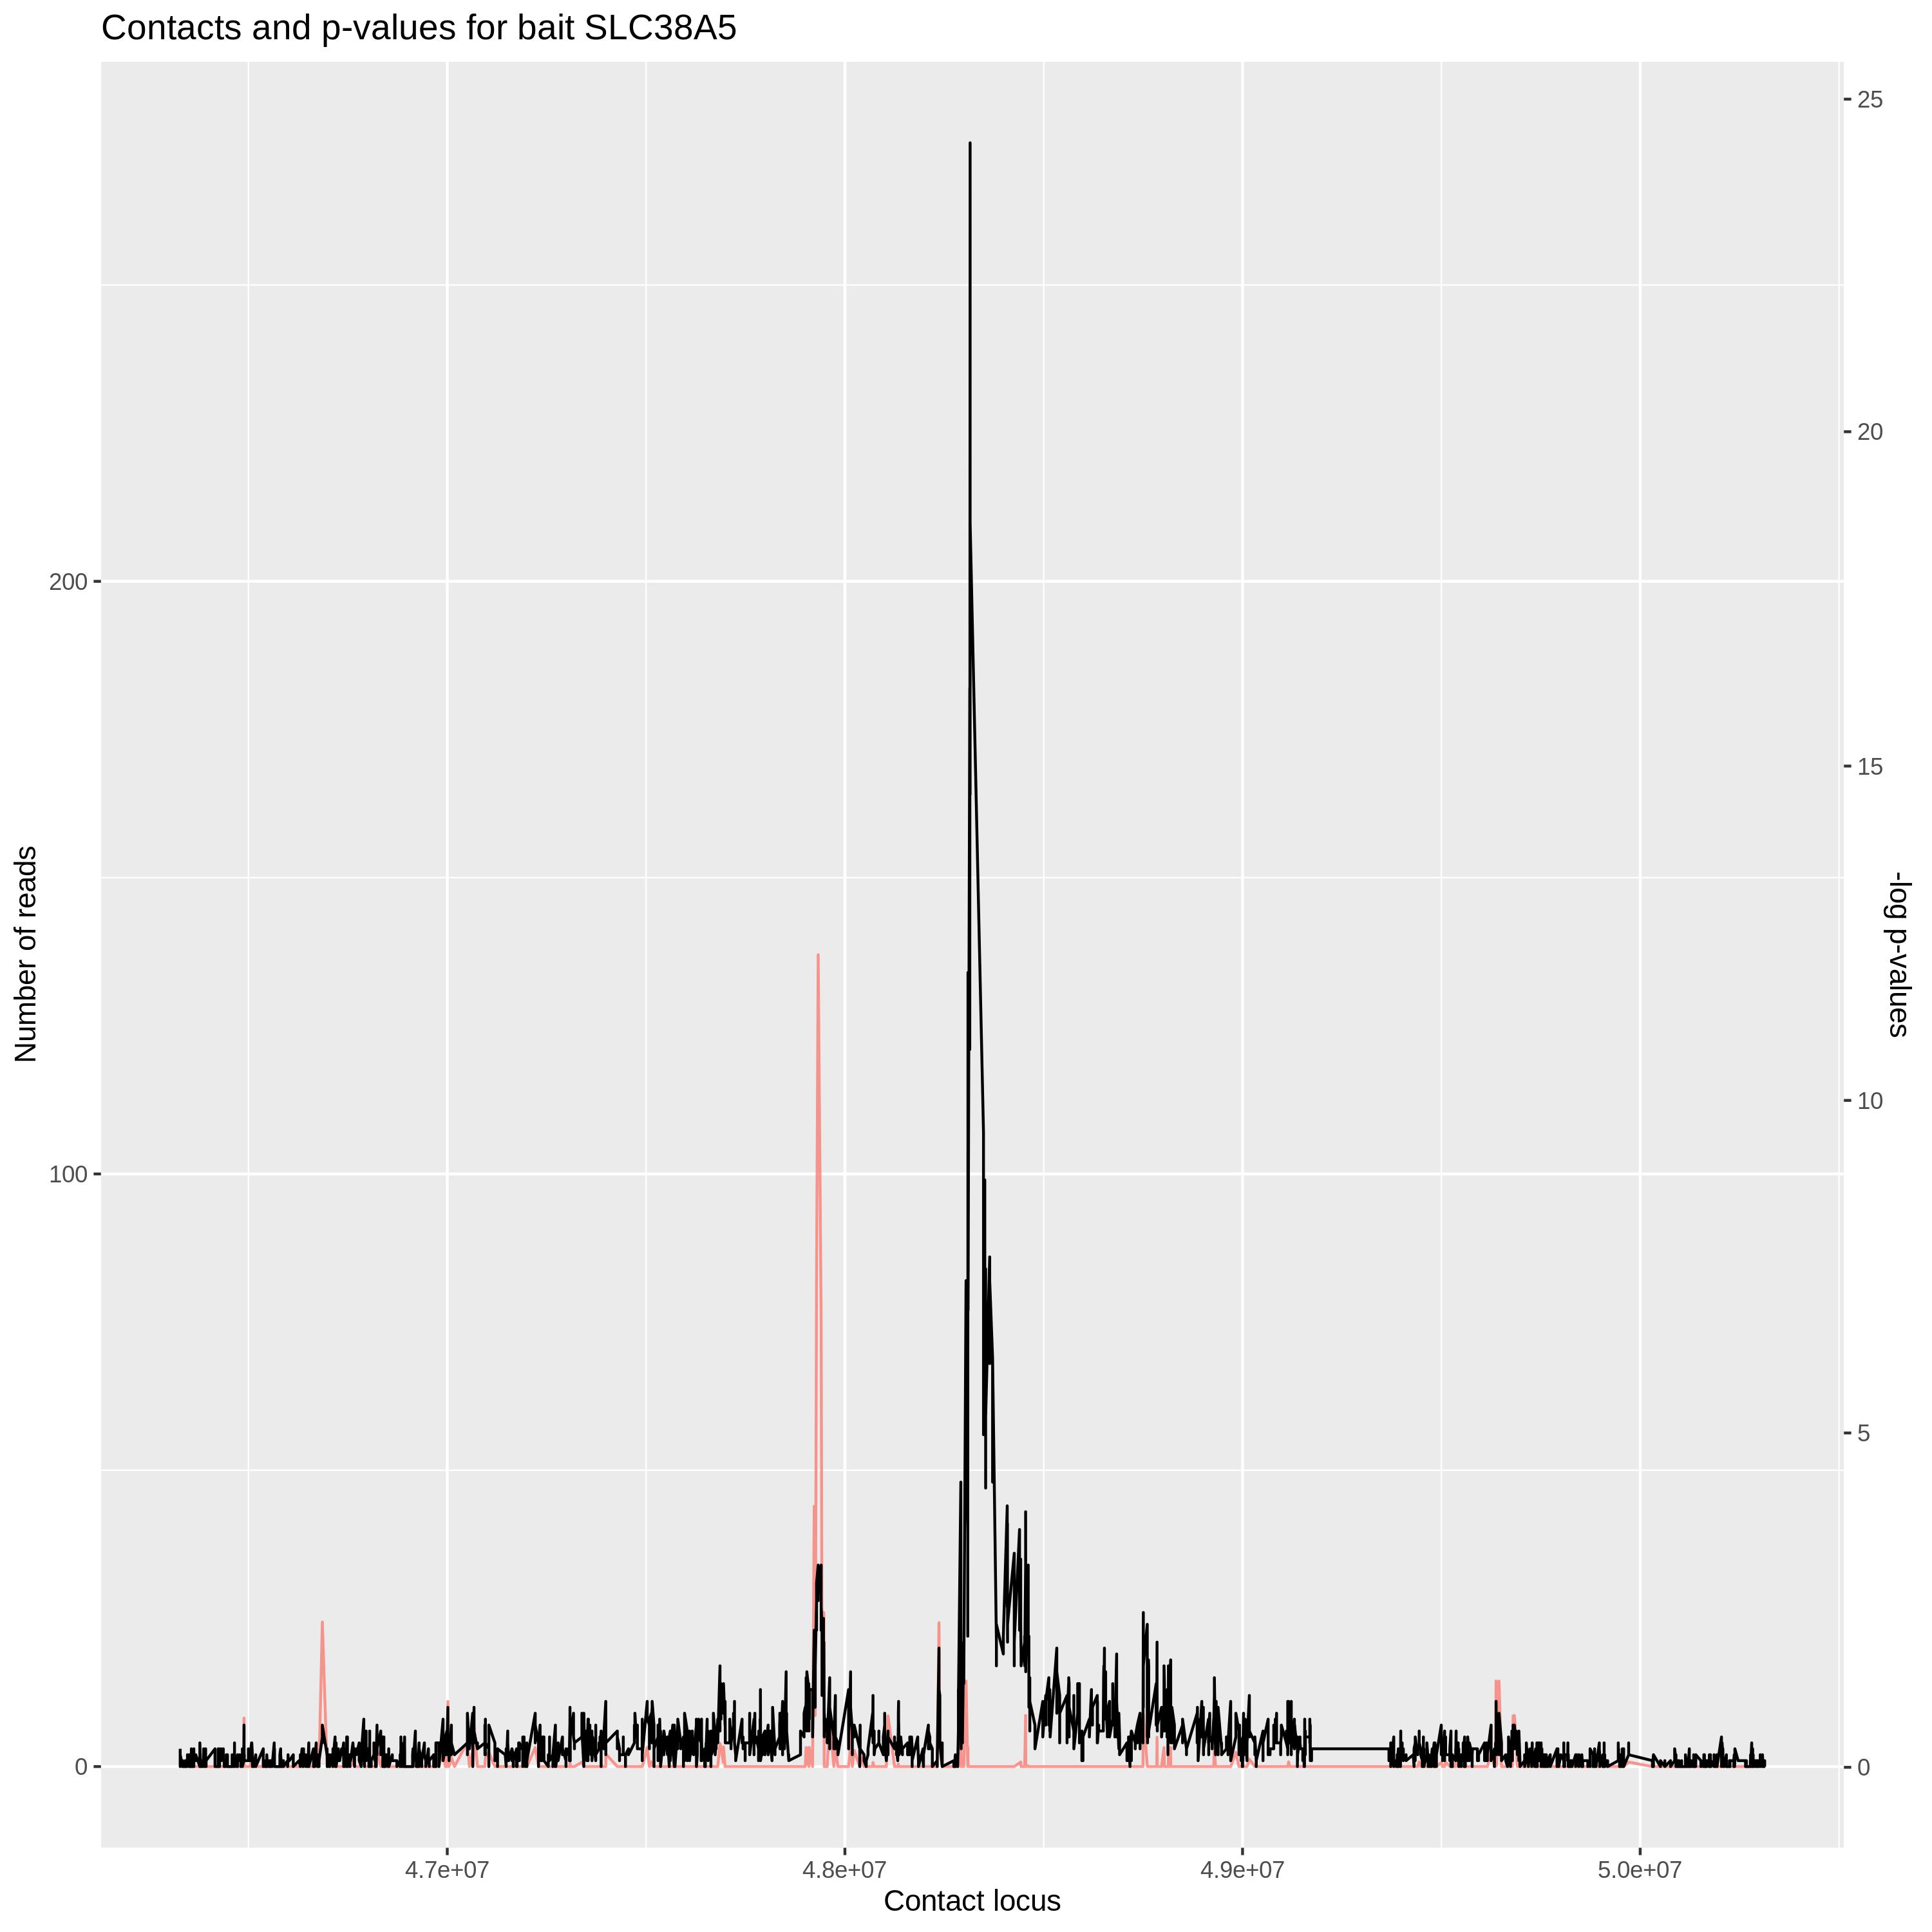 Contacts and p-values for bait SLC38A5
25
20
200
15
Number of reads
-log p-values
10
100
5
0
0
4.7e+07
4.8e+07
4.9e+07
5.0e+07
Contact locus